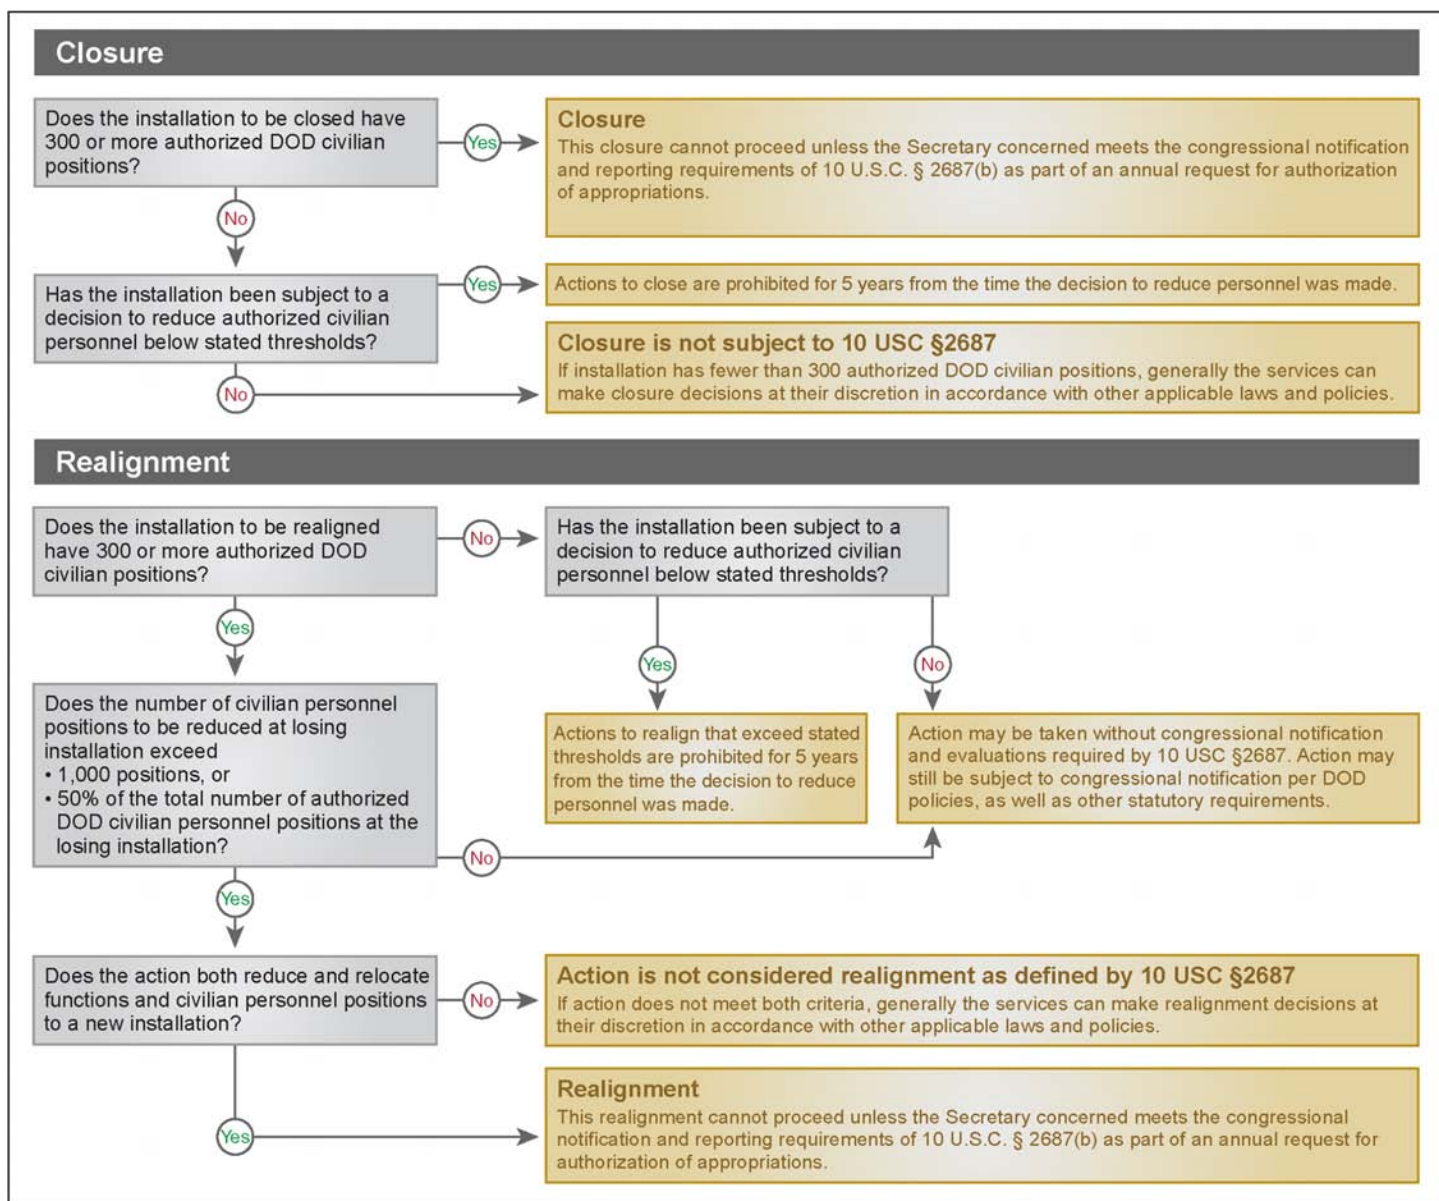 Closure
Does the installation to be closed have
300 or more authorized DOD civilian
positions?
Yes
Closure
This closure cannot proceed unless the Secretary concerned meets the congressional notification
and reporting requirements of 10 U.S.C. § 2687(b) as part of an annual request for authorization
of appropriations.
No
Has the installation been subject to a
decision to reduce authorized civilian
personnel below stated thresholds?
Yes
Actions to close are prohibited for 5 years from the time the decision to reduce personnel was made.
No
Closure is not subject to 10 USC §2687
If installation has fewer than 300 authorized DOD civilian positions, generally the services can
make closure decisions at their discretion in accordance with other applicable laws and policies.
Realignment
Does the installation to be realigned
have 300 or more authorized DOD
civilian positions?
No
Has the installation been subject to a
decision to reduce authorized civilian
personnel below stated thresholds?
Yes
Yes
No
Does the number of civilian personnel
positions to be reduced at losing
installation exceed
• 1,000 positions, or
• 50% of the total number of authorized
DOD civilian personnel positions at the
losing installation?
Actions to realign that exceed stated
thresholds are prohibited for 5 years
from the time the decision to reduce
personnel was made.
Action may be taken without congressional notification
and evaluations required by 10 USC §2687. Action may
still be subject to congressional notification per DOD
policies, as well as other statutory requirements.
No
Yes
Does the action both reduce and relocate
functions and civilian personnel positions
to a new installation?
No
Action is not considered realignment as defined by 10 USC §2687
If action does not meet both criteria, generally the services can make realignment decisions at
their discretion in accordance with other applicable laws and policies.
Yes
Realignment
This realignment cannot proceed unless the Secretary concerned meets the congressional
notification and reporting requirements of 10 U.S.C. § 2687(b) as part of an annual request for
authorization of appropriations.